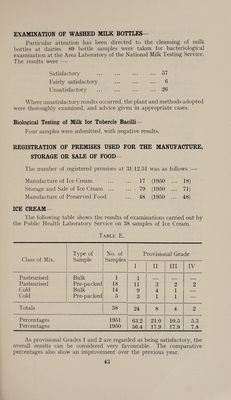 EXAMINATION OF WASHED MILK BOTTLES—
Particular attention has been directed to the cleansing of milk
bottles at dairies. 89 bottle samples were taken for bacteriological
examination at the Area Laboratory of the National Milk Testing Service.
The results were :—
Satisfactory ... ... ... ... 57
Fairly satisfactory ... ... ... 6
Unsatisfactory ... ... ... ... 26
Where unsatisfactory results occurred, the plant and methods adopted
were thoroughly examined, and advice given in appropriate cases.
Biological Testing of Milk for Tubercle Bacilli—
Four samples were submitted, with negative results.
REGISTRATION OF PREMISES USED FOR THE MANUFACTURE,
STORAGE OR SALE OF FOOD—
The number of registered premises at 31.12.51 was as follows :—
Manufacture of Ice Cream ... ... 17 (1950 ... 18)
Storage and Sale of Ice Cream ... ... 79 (1950 ... 71)
Manufacture of Preserved Food ... 48 (1950 ... 48)
ICE CREAM—
The following table shows the results of examinations carried out by
the Public Health Laboratory Service on 38 samples of Ice Cream.
TABLE E.
Class of Mix. Type of Sample No. of Samples Provisional Grade
I II III IV
Pasteurised Bulk 1 1 — — —
Pasteurised Pre-packed 18 11 3 2 2
Cold Bulk 14 9 4 1 —
Cold Pre-packed 5 3 1 1 —
Totals 38 24 8 4 2
Percentages 1951 63.2 21.0 10.5 5.3
Percentages 1950 56.4 17.9 17.9 7.8
As provisional Grades 1 and 2 are regarded as being satisfactory, the
overall results can be considered very favourable. The comparative
percentages also show an improvement over the previous year.
43